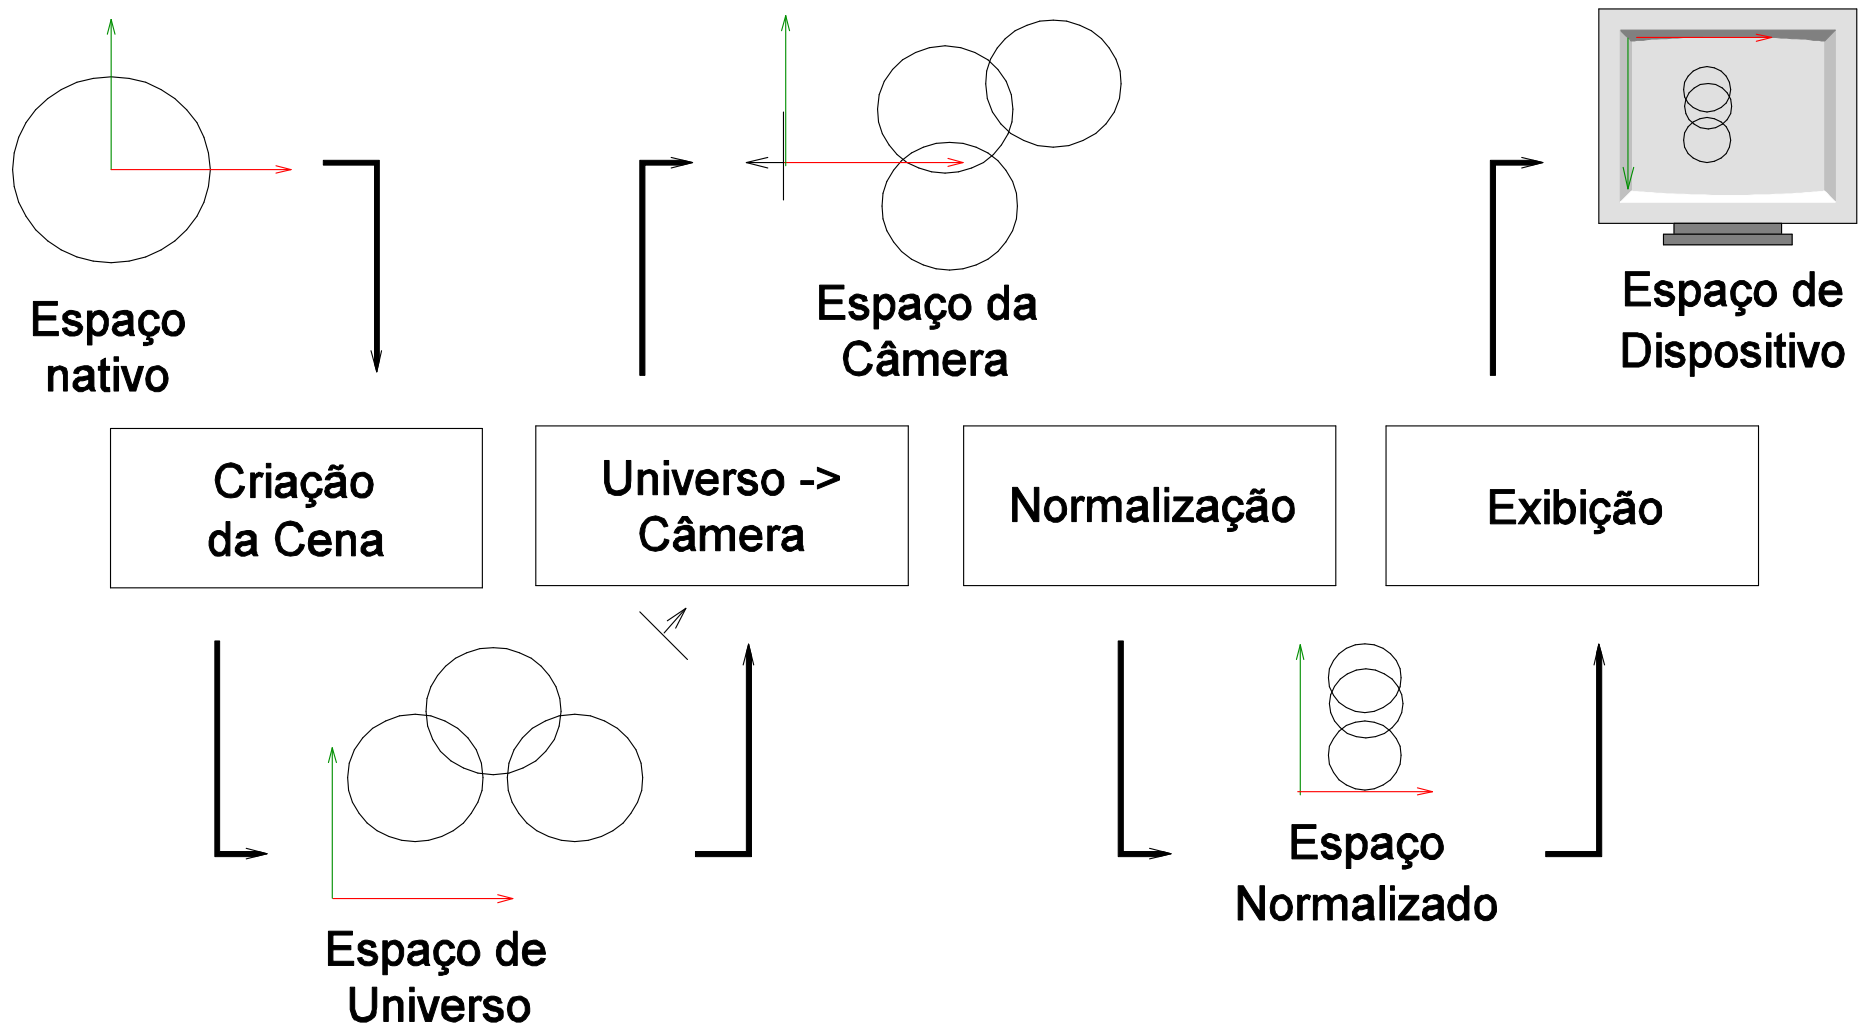 Espaço
nativo
Criação
da Cena
Espaço de
Universo
Universo ->
Câmera
Espaço da
Câmera
Normalização
Espaço
Normalizado
Exibição
Espaço de
Dispositivo